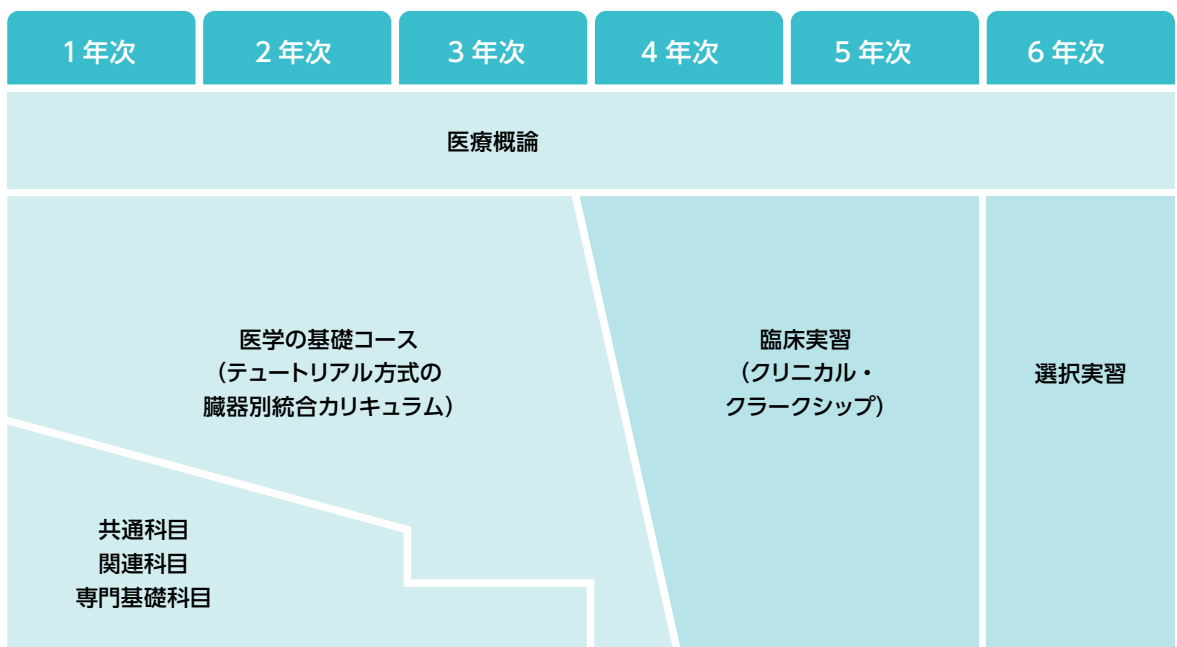 1 年次
2 年次
3 年次
4 年次
5 年次
6 年次
医療概論
医学の基礎コース
（テュートリアル方式の
臓器別統合カリキュラム）
臨床実習
（クリニカル・
クラークシップ）
選択実習
共通科目
関連科目
専門基礎科目